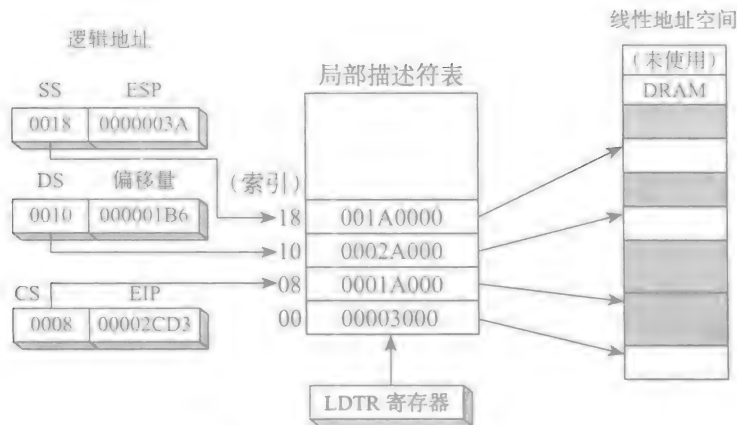 线性地址空间
逻辑地址
(未使用)
局部描述符表
DRAM
SS ESP
0018 0000003A
DS 偏移量 (索引)
0010 000001B6
18 001A0000
10 0002A000
08 0001A000
00 00003000
CS EIP
0008 00002CD3
LDTR 寄存器